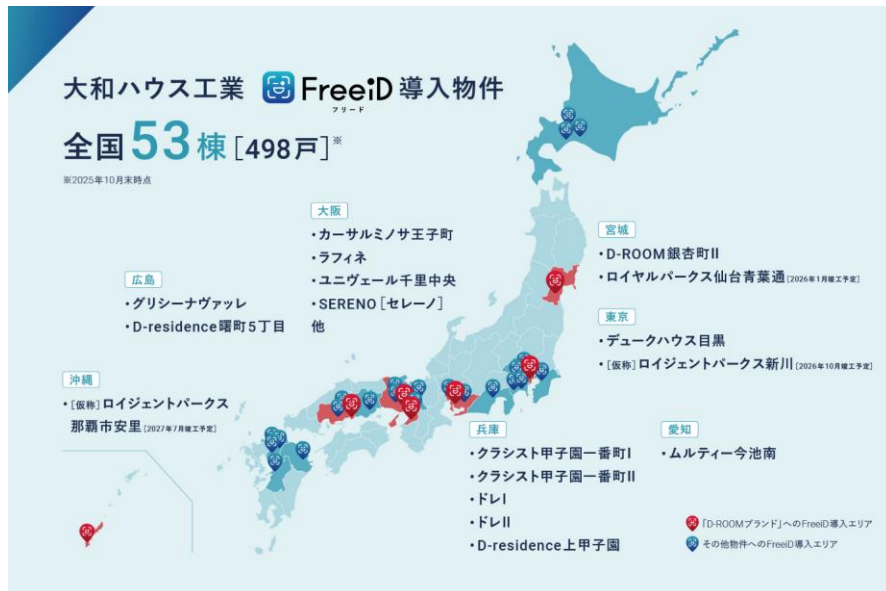 大和ハウス工業 FreeiD 導入物件
フリード
全国53棟[498戸]※
※2025年10月末時点
大阪
・カーサルミノサ王子町
・ラフィネ
・ユニヴェール千里中央
・SERENO[セレーノ]
他
広島
・グリシーナヴァッレ
・D-residence曙町5丁目
沖縄
・[仮称]ロイジェントパークス
那覇市安里[2027年7月竣工予定]
宮城
・D-ROOM銀杏町II
・ロイヤルパークス仙台青葉通[2026年1月竣工予定]
東京
・デュークハウス目黒
・[仮称]ロイジェントパークス新川[2026年10月竣工予定]
兵庫
・クラシスト甲子園一番町I
・クラシスト甲子園一番町II
・ドレI
・ドレII
・D-residence上甲子園
愛知
・ムルティー今池南
「D-ROOMブランド」へのFreeiD導入エリア
その他物件へのFreeiD導入エリア